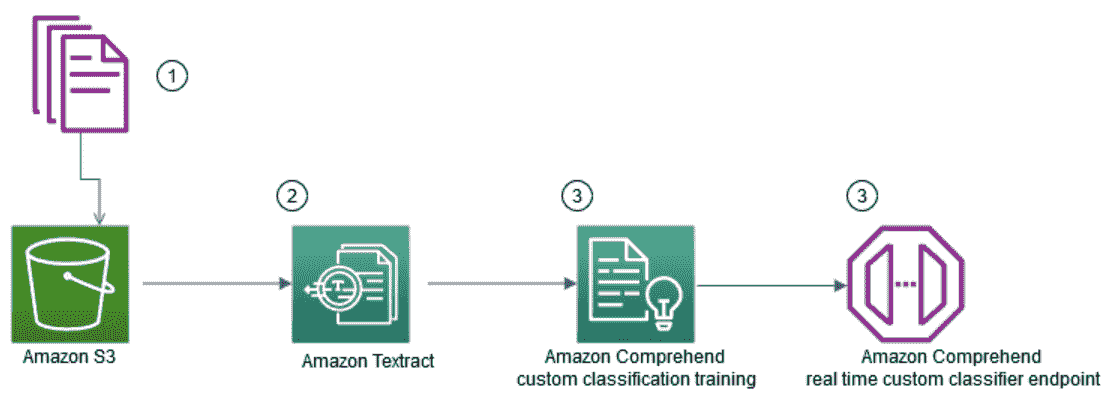 1
2
3
3
Amazon S3
Amazon Textract
Amazon Comprehend
custom classification training
Amazon Comprehend
real time custom classifier endpoint